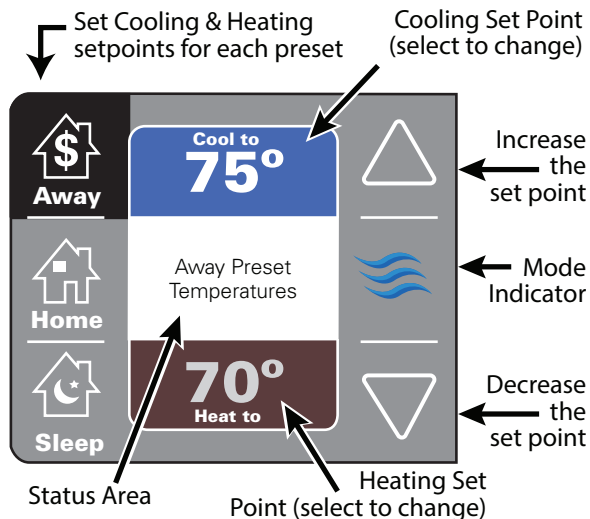 Set Cooling & Heating
setpoints for each preset
Cooling Set Point
(select to change)
$
Away
Home
Sleep
Cool to
75º
Away Preset
Temperatures
70º
Heat to
Increase
the
set point
Mode
Indicator
Decrease
the
set point
Status Area
Heating Set
Point (select to change)